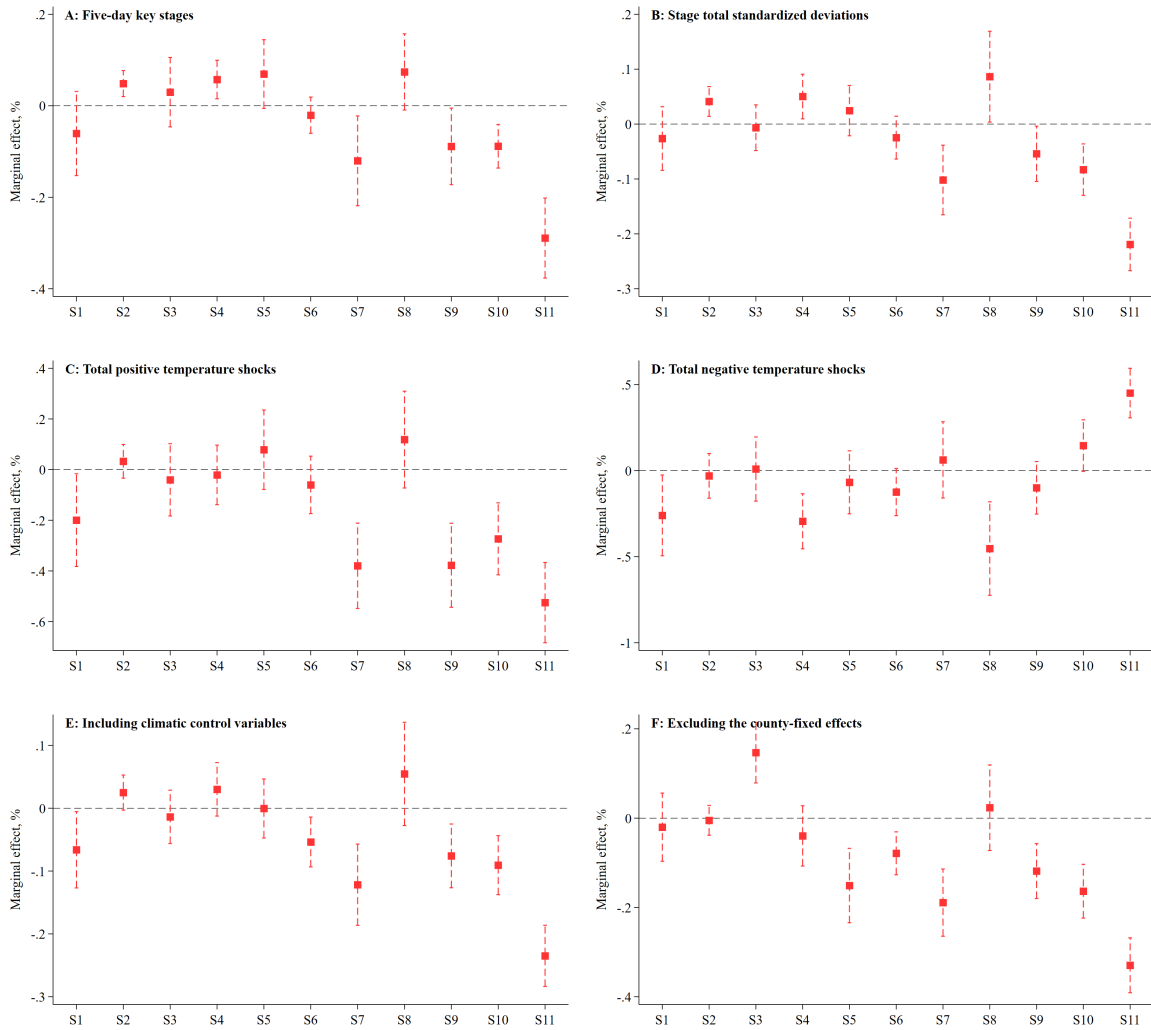 A: Five-day key stages
Marginal effect, %
.2
0
-.2
-.4
S1 S2 S3 S4 S5 S6 S7 S8 S9 S10 S11
B: Stage total standardized deviations
Marginal effect, %
.1
0
-.1
-.2
-.3
S1 S2 S3 S4 S5 S6 S7 S8 S9 S10 S11
C: Total positive temperature shocks
Marginal effect, %
.4
.2
0
-.2
-.4
-.6
S1 S2 S3 S4 S5 S6 S7 S8 S9 S10 S11
D: Total negative temperature shocks
Marginal effect, %
.5
0
-.5
-1
S1 S2 S3 S4 S5 S6 S7 S8 S9 S10 S11
E: Including climatic control variables
Marginal effect, %
.1
0
-.1
-.2
-.3
S1 S2 S3 S4 S5 S6 S7 S8 S9 S10 S11
F: Excluding the county-fixed effects
Marginal effect, %
.2
0
-.2
-.4
S1 S2 S3 S4 S5 S6 S7 S8 S9 S10 S11